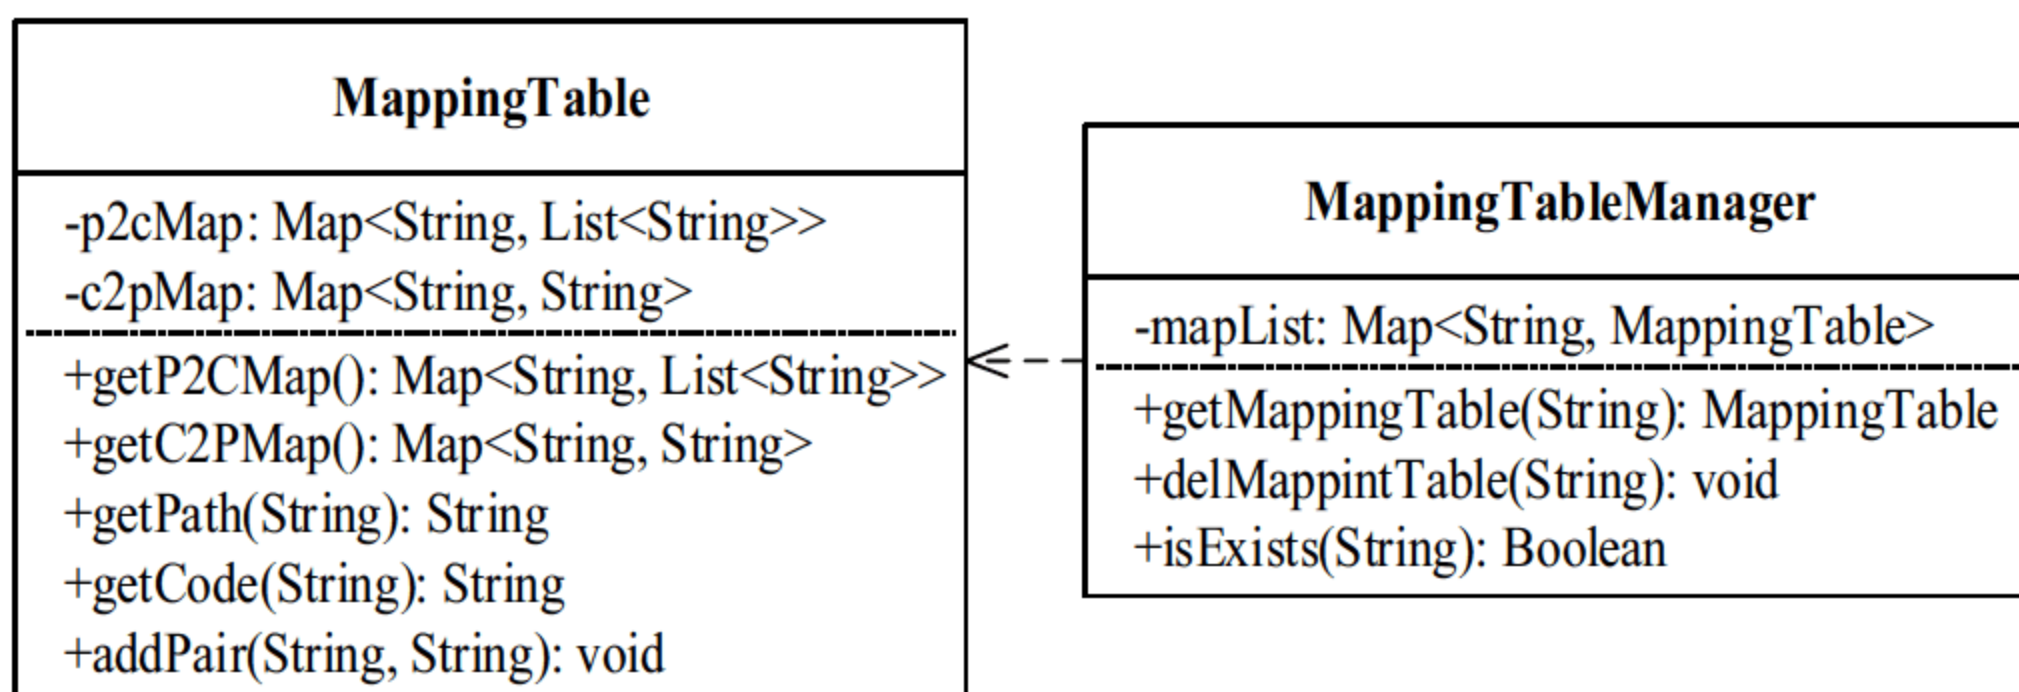 MappingTable
-p2cMap: Map<String, List<String>>
-c2pMap: Map<String, String>
+getP2CMap(): Map<String, List<String>>
+getC2PMap(): Map<String, String>
+getPath(String): String
+getCode(String): String
+addPair(String, String): void
MappingTableManager
-mapList: Map<String, MappingTable>
+getMappingTable(String): MappingTable
+delMappintTable(String): void
+isExists(String): Boolean